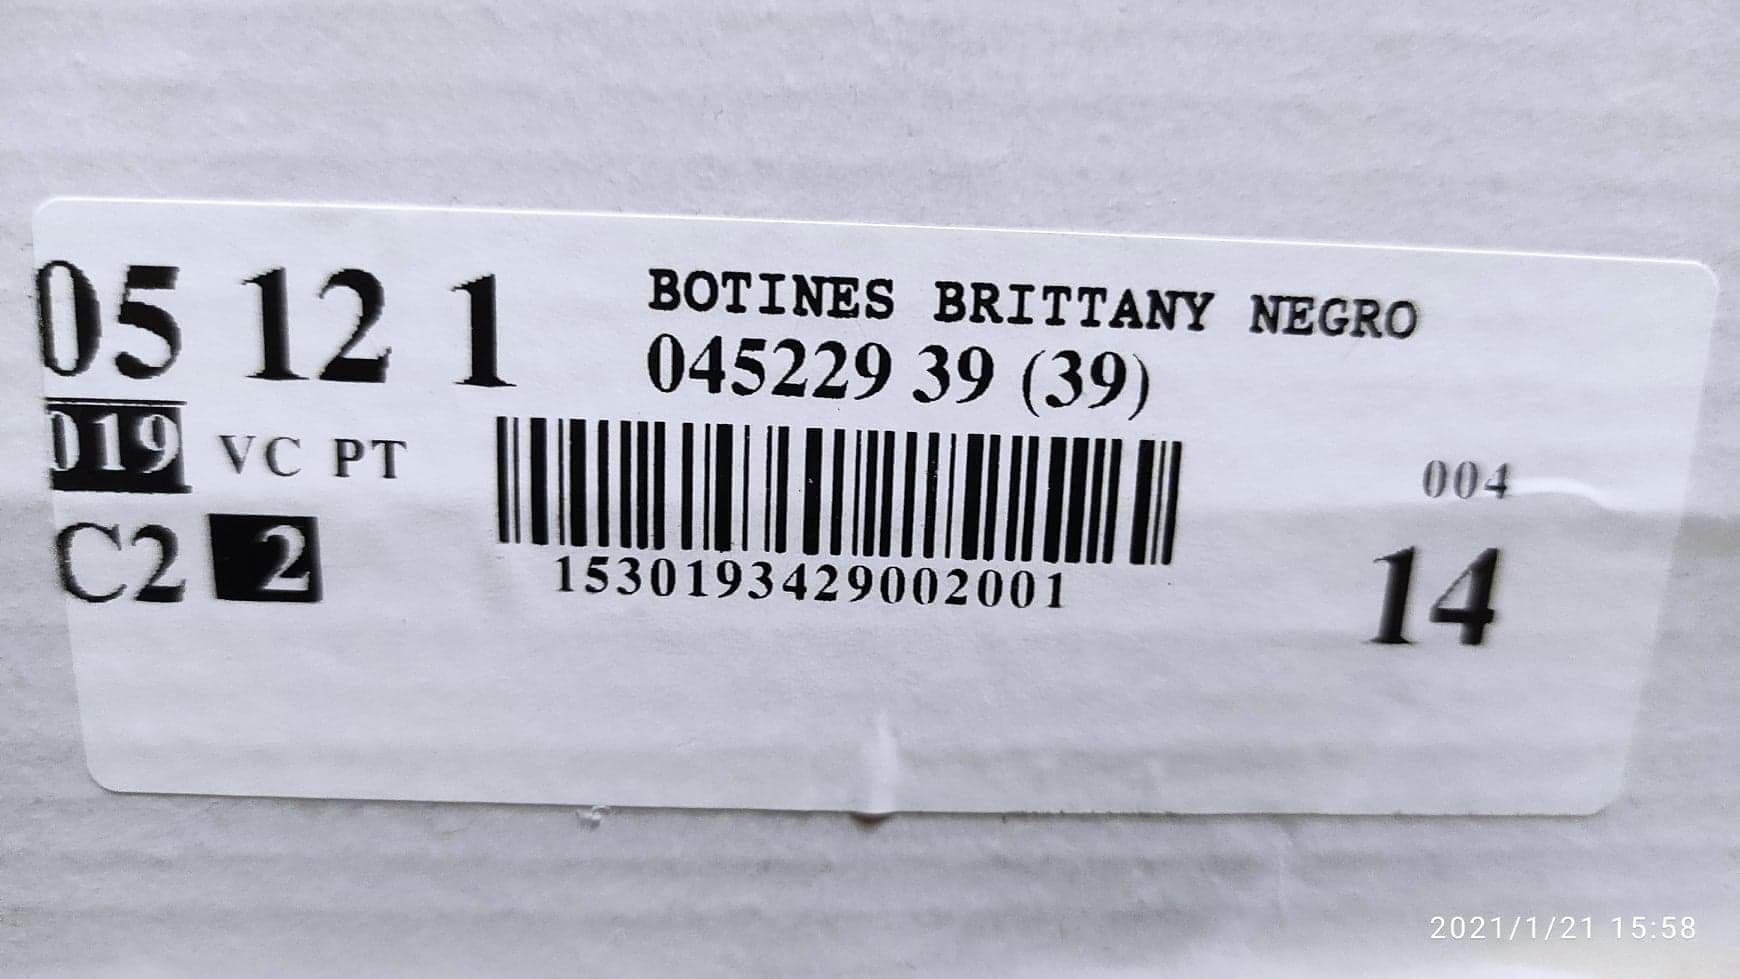 05 12 1
BOTINES BRITTANY NEGRO
045229 39 (39)
019 VC PT
004
C2 2
1530193429002001
14
2021/1/21 15:58